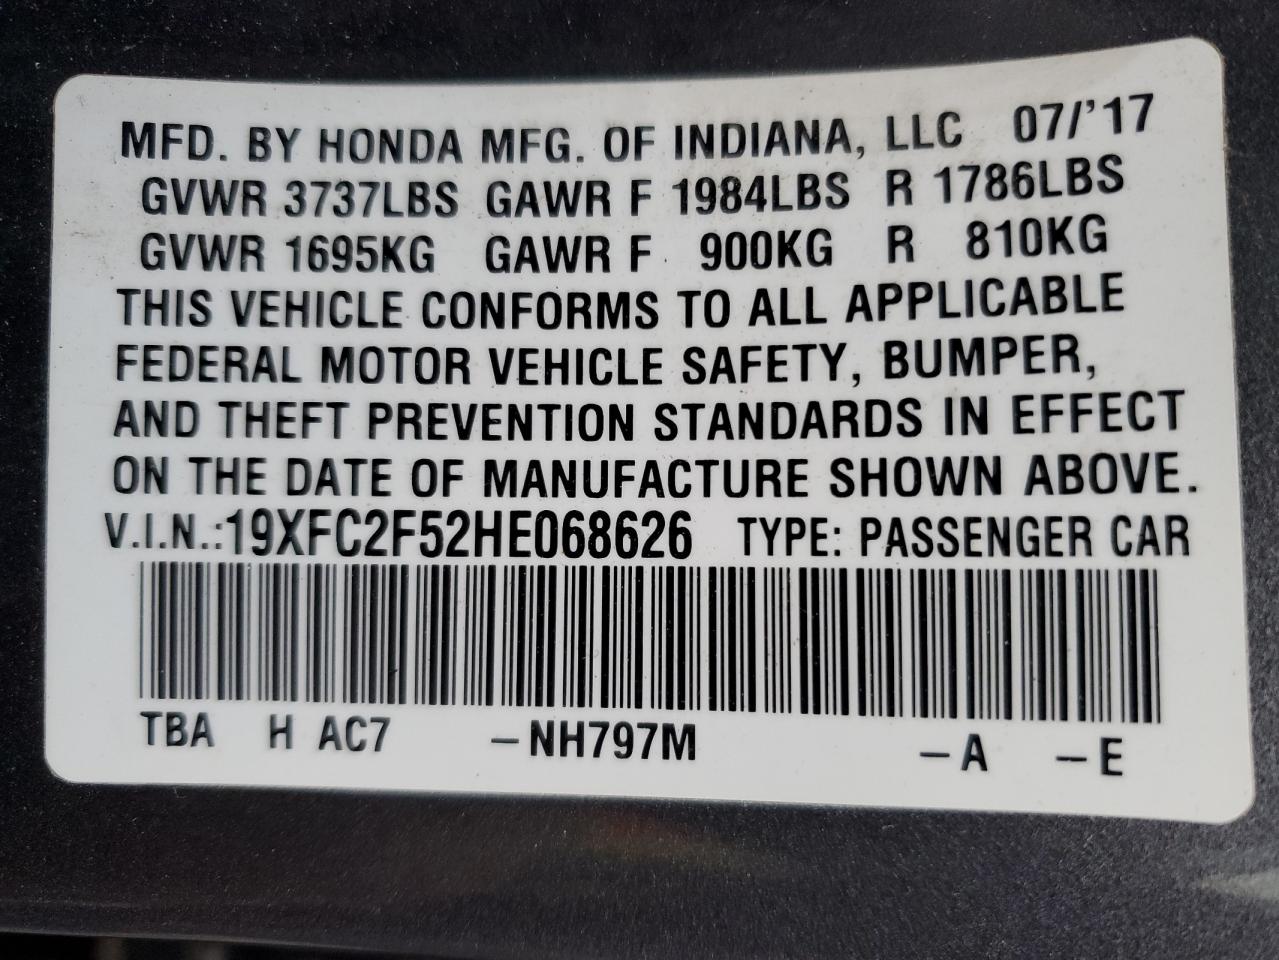 MFD. BY HONDA MFG. OF INDIANA, LLC 07/'17
GVWR 3737LBS GAWR F 1984LBS R 1786LBS
GVWR 1695KG GAWR F 900KG R 810KG
THIS VEHICLE CONFORMS TO ALL APPLICABLE
FEDERAL MOTOR VEHICLE SAFETY, BUMPER,
AND THEFT PREVENTION STANDARDS IN EFFECT
ON THE DATE OF MANUFACTURE SHOWN ABOVE.
V.I.N.:19XFC2F52HE068626 TYPE: PASSENGER CAR
TBA H AC7 –NH797M –A –E